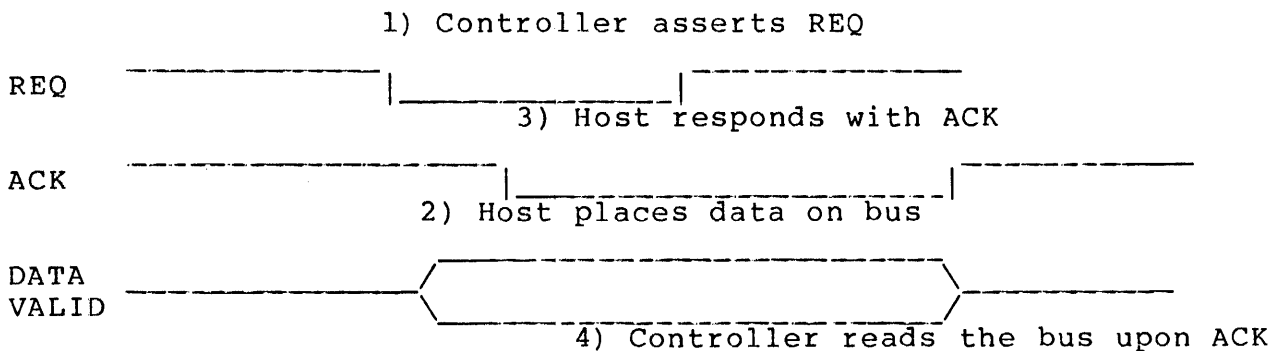 1) Controller asserts REQ
REQ
3) Host responds with ACK
ACK
2) Host places data on bus
DATA
VALID
4) Controller reads the bus upon ACK